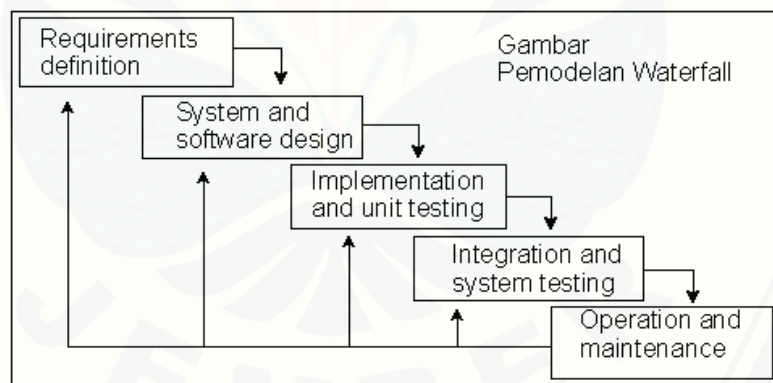 Requirements
definition
Gambar
Pemodelan Waterfall
System and
software design
Implementation
and unit testing
Integration and
system testing
Operation and
maintenance
JEMBER